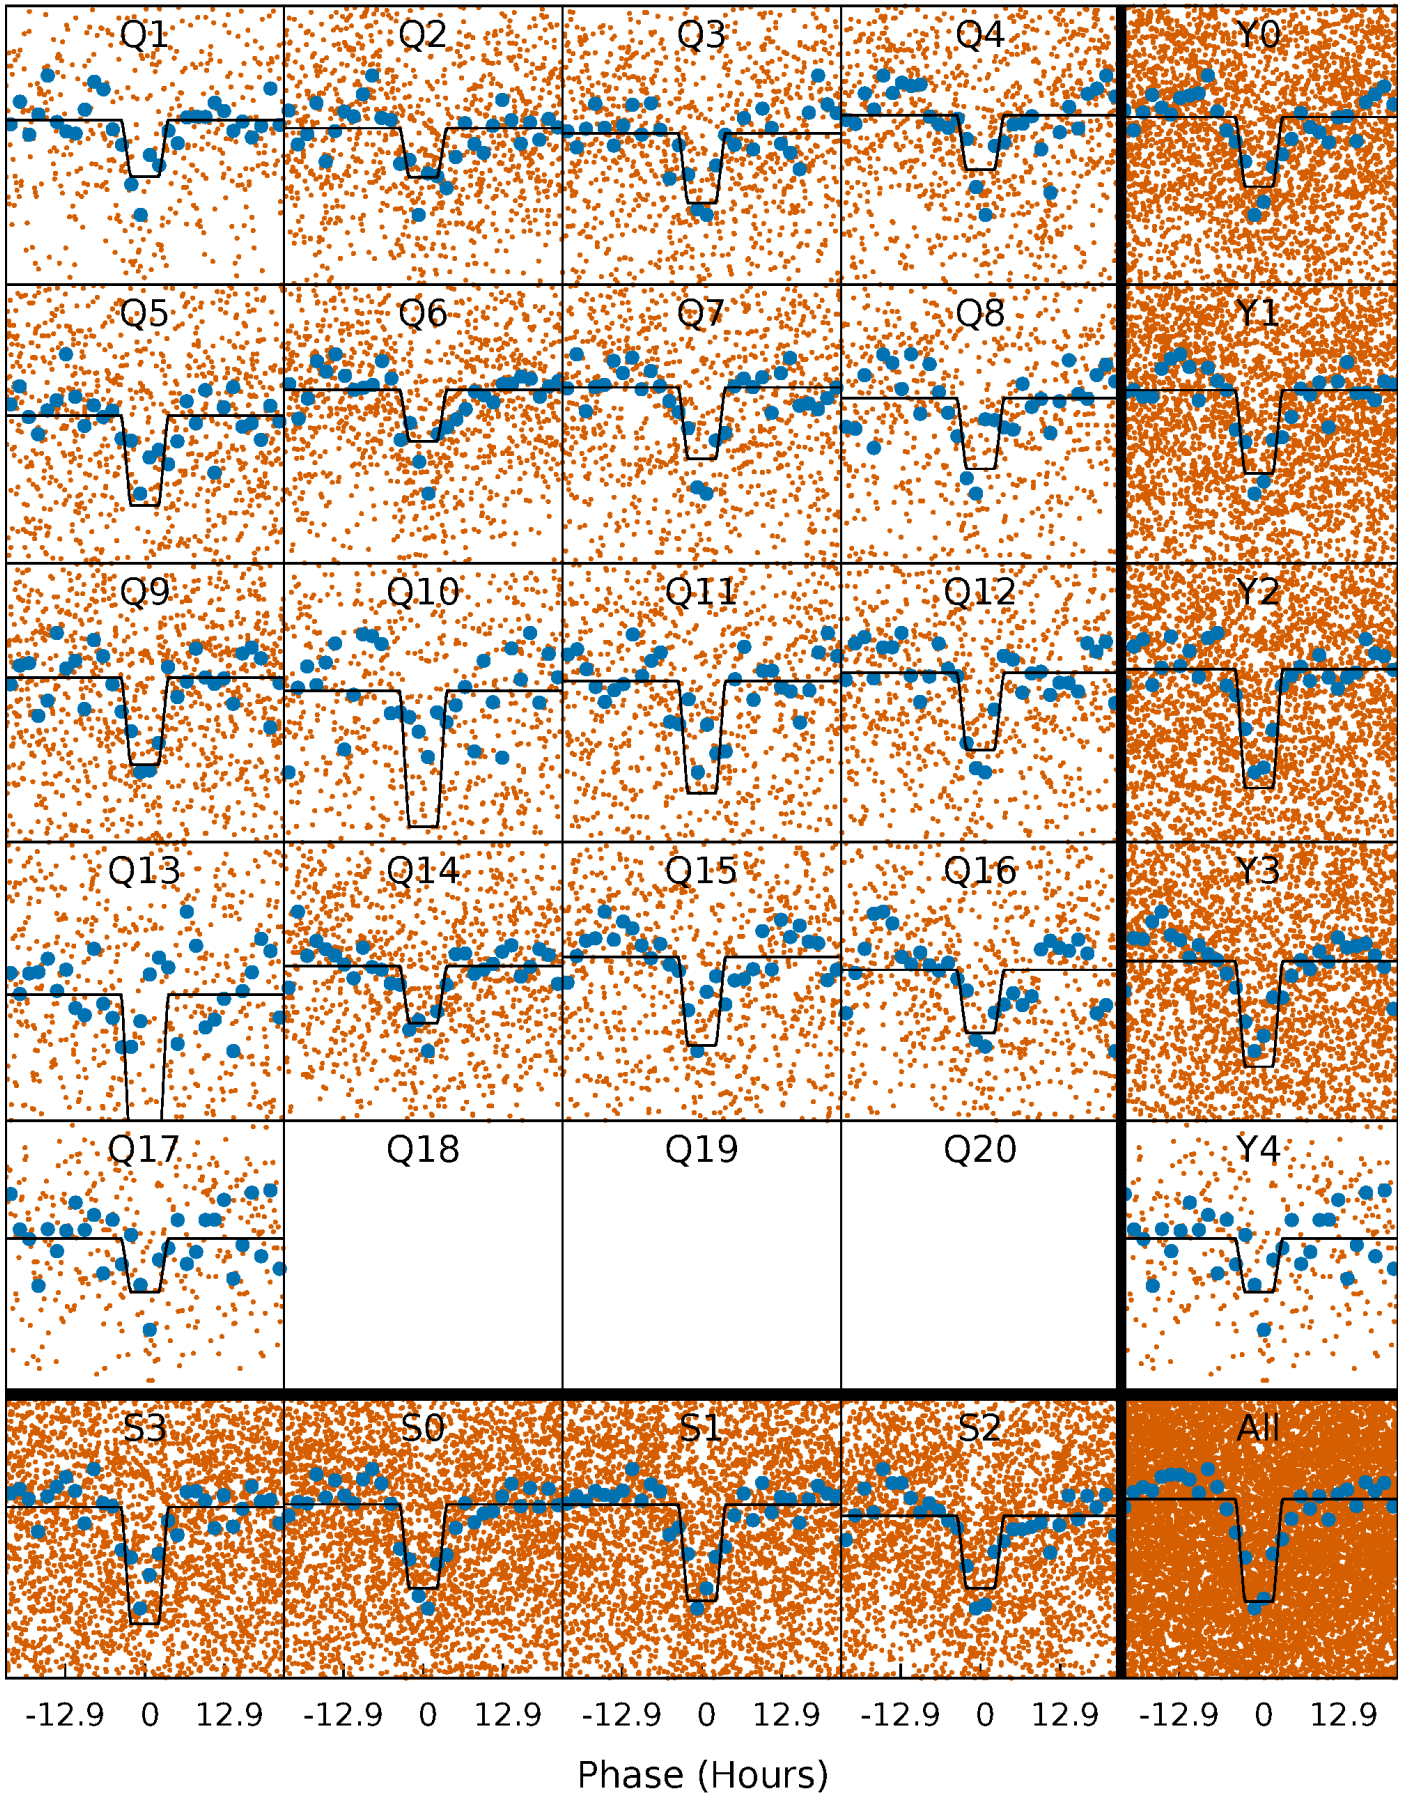 Q1 Q2 Q3 Q4 Y0
Q5 Q6 Q7 Q8 Y1
Q9 Q10 Q11 Q12 Y2
Q13 Q14 Q15 Q16 Y3
Q17 Q18 Q19 Q20 Y4
S3 S0 S1 S2 All
-12.9 0 12.9 -12.9 0 12.9 -12.9 0 12.9 -12.9 0 12.9 -12.9 0 12.9
Phase (Hours)